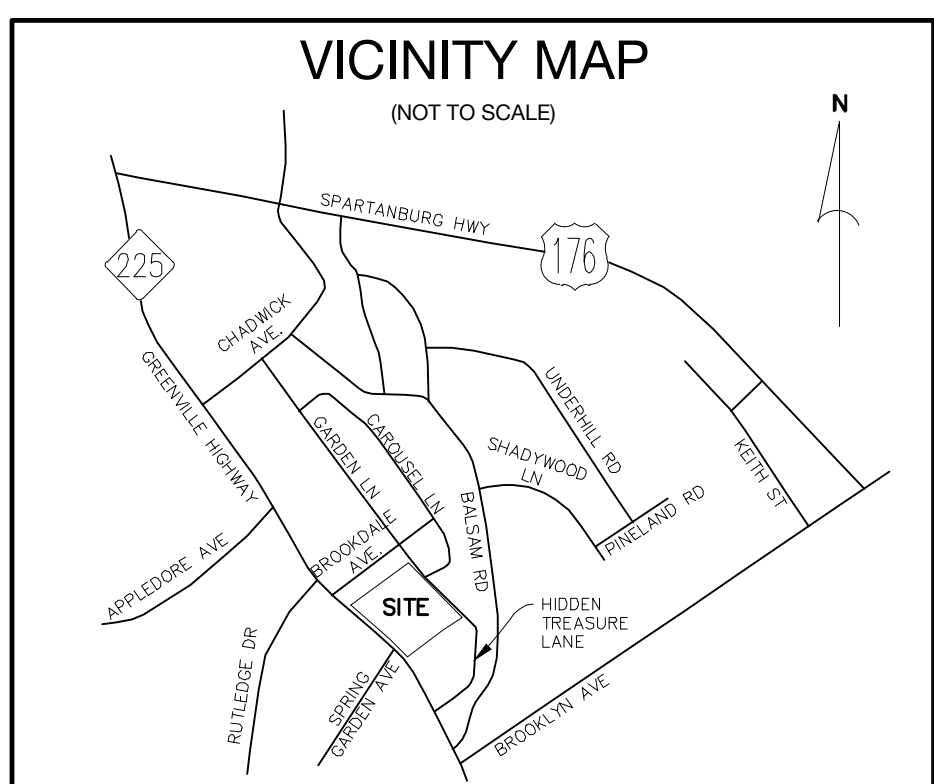 VICINITY MAP
(NOT TO SCALE)
N
SPARTANBURG HWY
176
225
CHADWICK
AVE.
GREENVILLE HIGHWAY
GARDEN LN
CAROUSEL LN
UNDERHILL RD
SHADYWOOD
LN
KEITH ST
BALSAM RD
PINELAND RD
BROOKDALE
AVE.
APPLEDORE AVE
SITE
HIDDEN
TREASURE
LANE
RUTLEDGE DR
SPRING
GARDEN AVE
BROOKLYN AVE